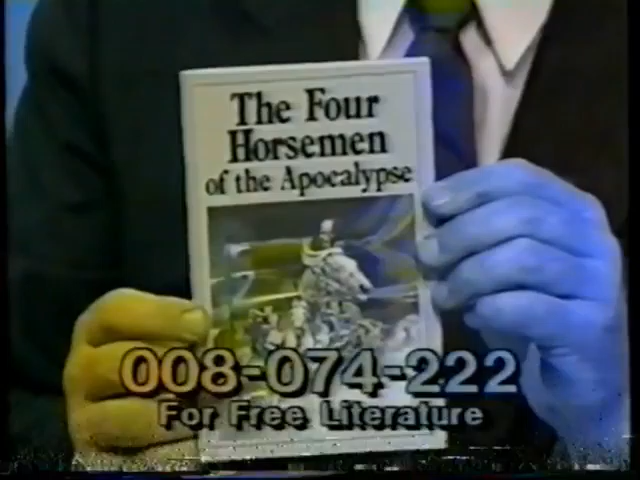 The Four
Horsemen
of the Apocalypse
008-074-222
For Free Literature